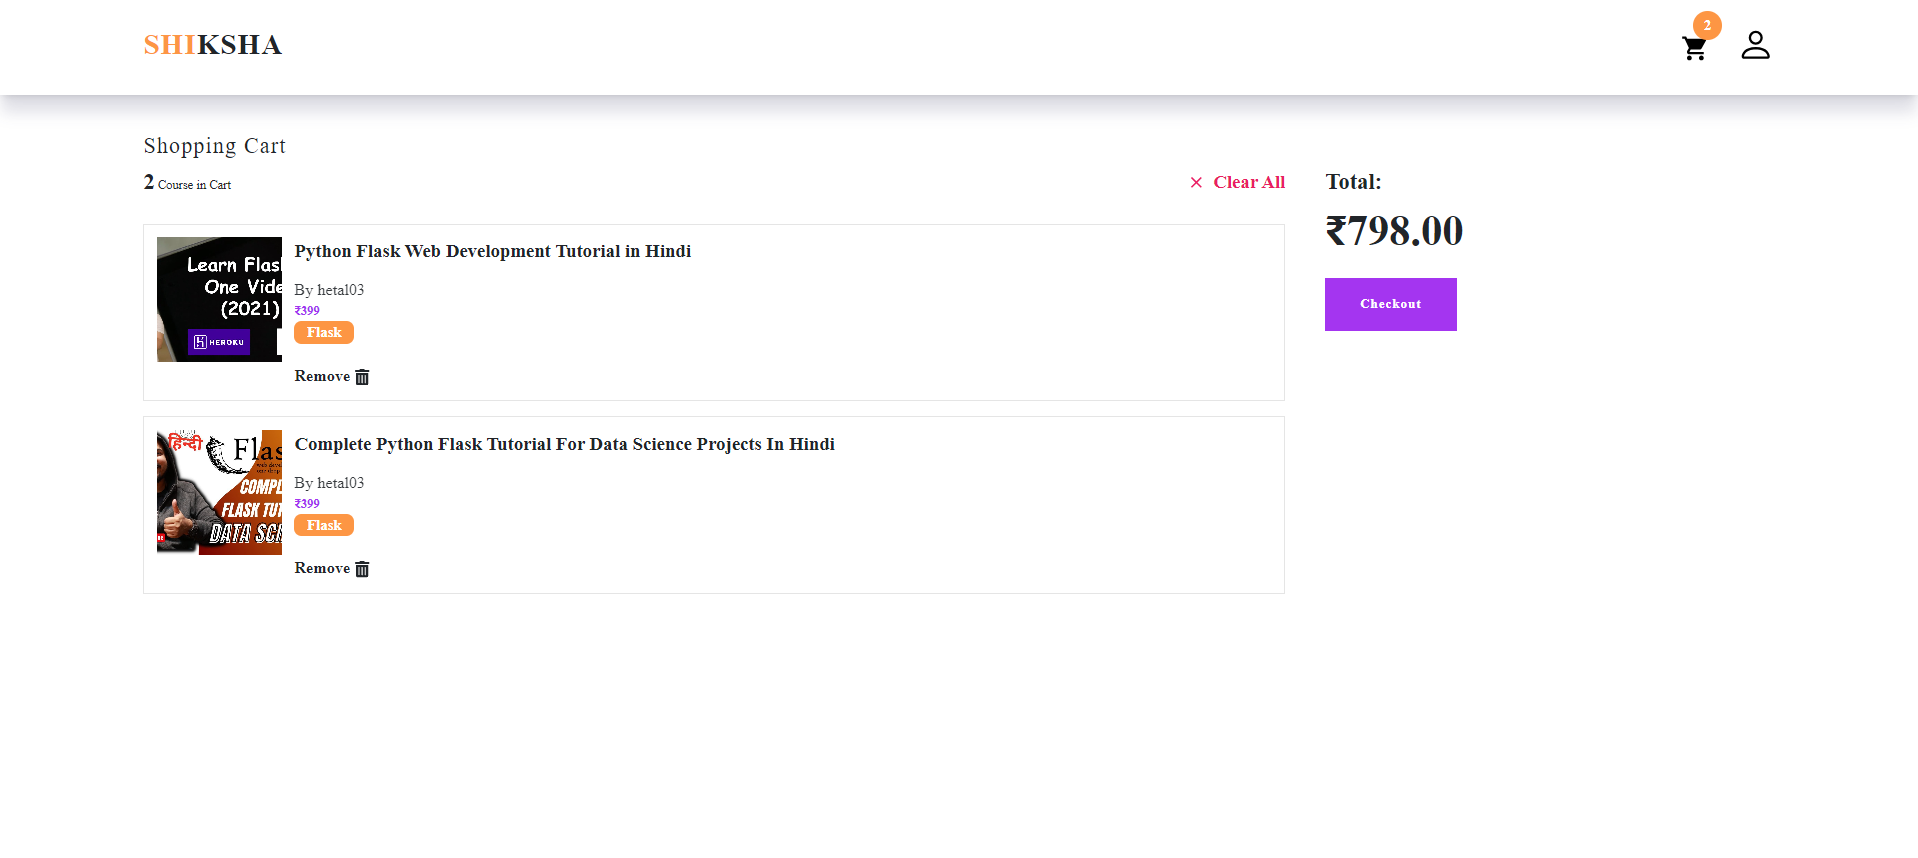 SHIKSHA
2
Shopping Cart
2 Course in Cart
Clear All
Total:
₹798.00
Checkout
Learn Flas
One Vide
(2021)
HEROKU
Python Flask Web Development Tutorial in Hindi
By hetal03
₹399
Flask
Remove
हिन्दी
Flas
COMPL
FLASK TUT
DATA SCI
Complete Python Flask Tutorial For Data Science Projects In Hindi
By hetal03
₹399
Flask
Remove